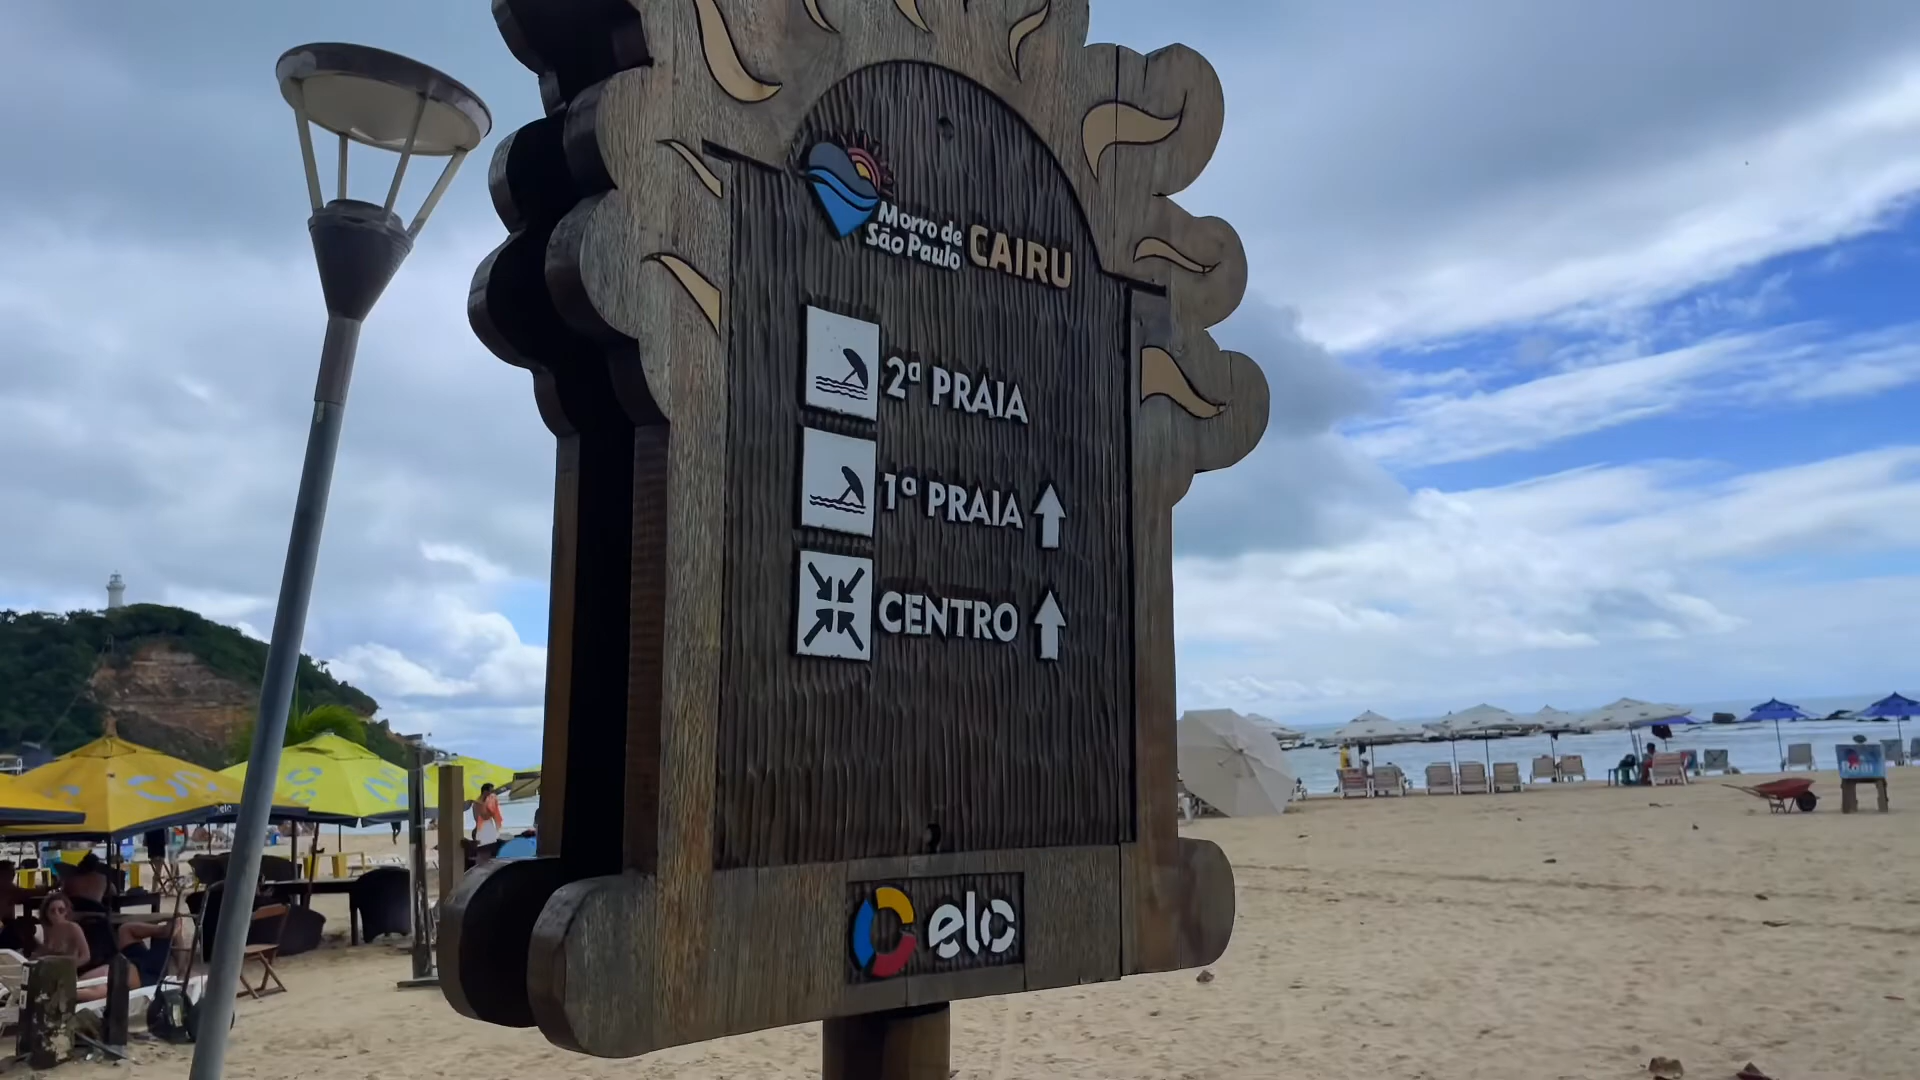 Morro de
São Paulo
CAIRU
2ª PRAIA
1ª PRAIA
CENTRO
elo